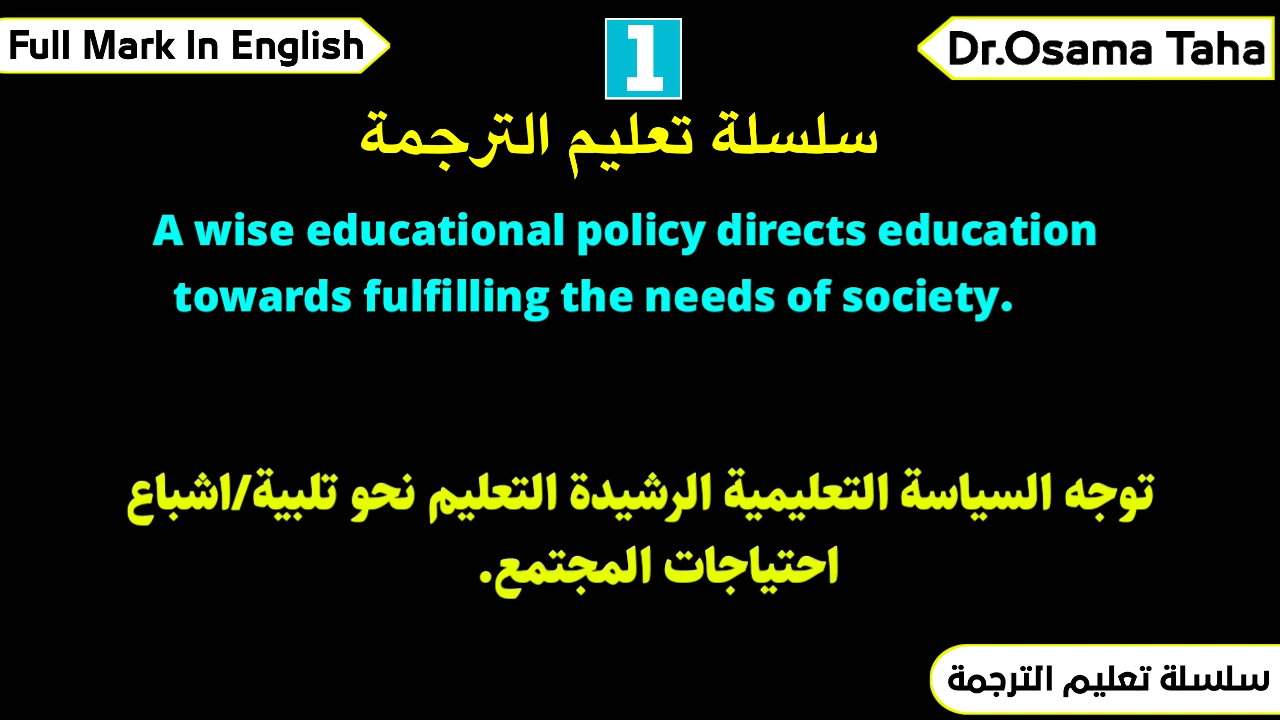 Full Mark In English
1
Dr.Osama Taha
سلسلة تعليم الترجمة
A wise educational policy directs education
towards fulfilling the needs of society.
توجه السياسة التعليمية الرشيدة التعليم نحو تلبية/اشباع
احتياجات المجتمع.
سلسلة تعليم الترجمة